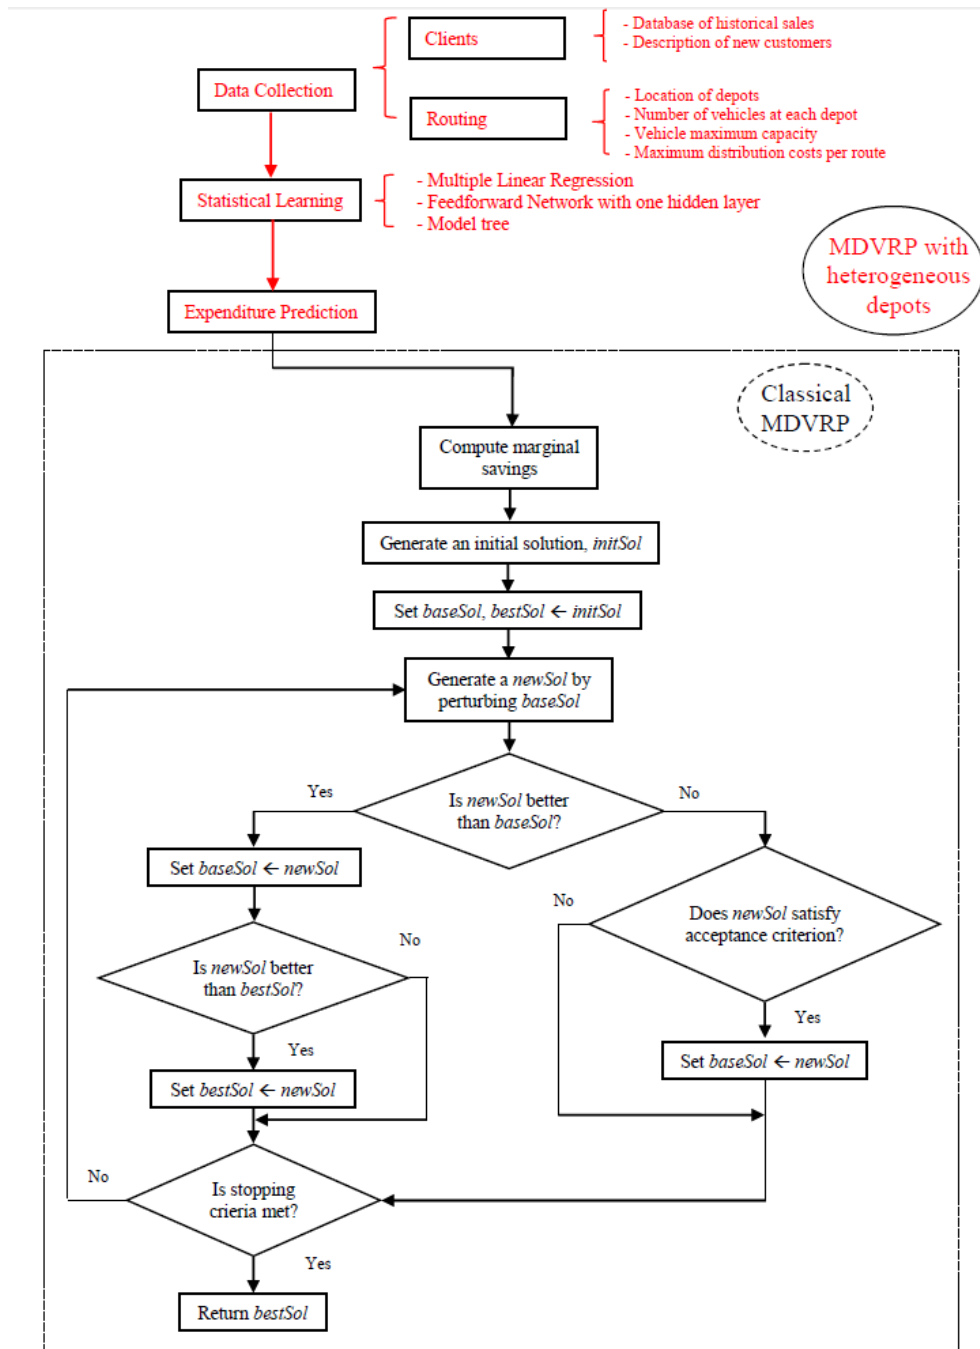 Clients
- Database of historical sales
- Description of new customers
Data Collection
Routing
- Location of depots
- Number of vehicles at each depot
- Vehicle maximum capacity
- Maximum distribution costs per route
Statistical Learning
- Multiple Linear Regression
- Feedforward Network with one hidden layer
- Model tree
MDVRP with
heterogeneous
depots
Expenditure Prediction
Classical
MDVRP
Compute marginal
savings
Generate an initial solution, initSol
Set baseSol, bestSol ← initSol
Generate a newSol by
perturbing baseSol
Is newSol better
than baseSol?
Yes
No
Set baseSol ← newSol
Does newSol satisfy
acceptance criterion?
No
Is newSol better
than bestSol?
No
Yes
Yes
Set bestSol ← newSol
Set baseSol ← newSol
Is stopping
crieria met?
No
Yes
Return bestSol